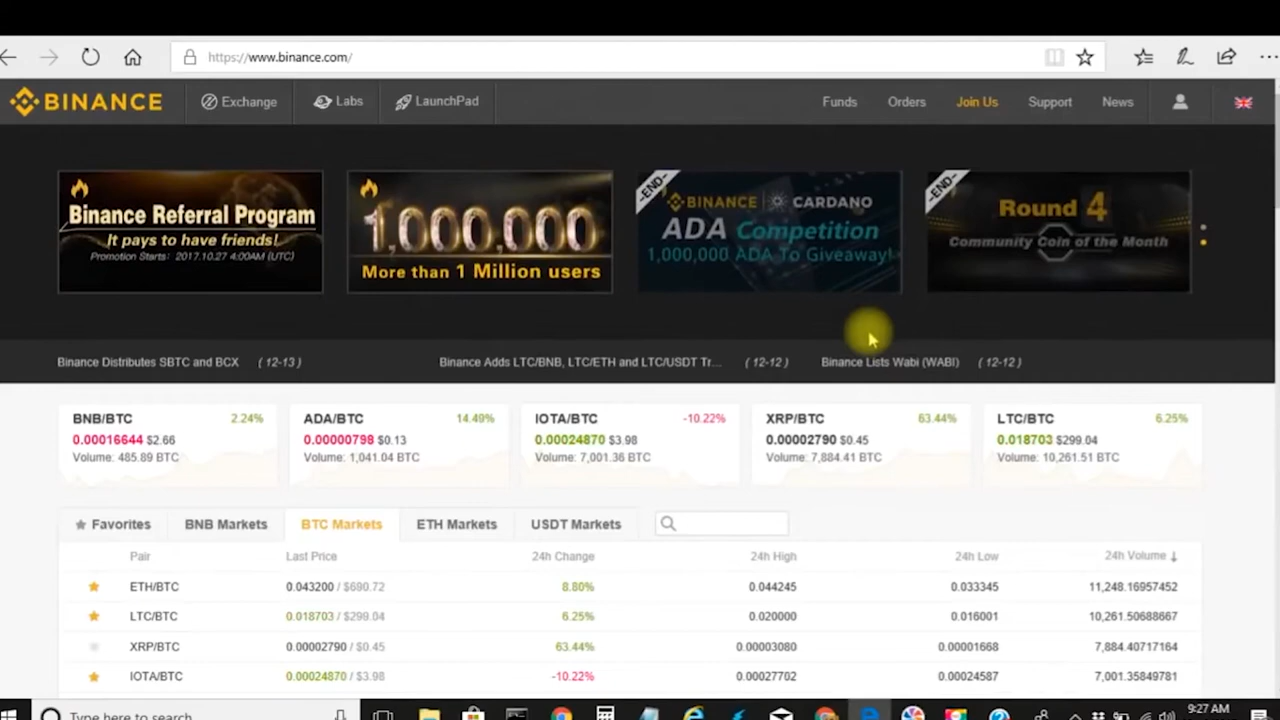 https://www.binance.com/
BINANCE Exchange Labs LaunchPad Funds Orders Join Us Support News
Binance Referral Program
It pays to have friends!
Promotion Starts: 2017.10.27 4:00AM (UTC)
1,000,000
More than 1 Million users
-END-
BINANCE CARDANO
ADA Competition
1,000,000 ADA To Giveaway!
-END-
Round 4
Community Coin of the Month
Binance Distributes SBTC and BCX ( 12-13 ) Binance Adds LTC/BNB, LTC/ETH and LTC/USDT Tr... ( 12-12 ) Binance Lists Wabi (WABI) ( 12-12 )
BNB/BTC 2.24%
0.00016644 $2.66
Volume: 485.89 BTC
ADA/BTC 14.49%
0.00000798 $0.13
Volume: 1,041.04 BTC
IOTA/BTC -10.22%
0.00024870 $3.98
Volume: 7,001.36 BTC
XRP/BTC 63.44%
0.00002790 $0.45
Volume: 7,884.41 BTC
LTC/BTC 6.25%
0.018703 $299.04
Volume: 10,261.51 BTC
Favorites BNB Markets BTC Markets ETH Markets USDT Markets
Pair Last Price 24h Change 24h High 24h Low 24h Volume
ETH/BTC 0.043200 / $690.72 8.80% 0.044245 0.033345 11,248.16957452
LTC/BTC 0.018703 / $299.04 6.25% 0.020000 0.016001 10,261.50688667
XRP/BTC 0.00002790 / $0.45 63.44% 0.00003080 0.00001668 7,884.40717164
IOTA/BTC 0.00024870 / $3.98 -10.22% 0.00027702 0.00024587 7,001.35849781
Type here to search
9:27 AM